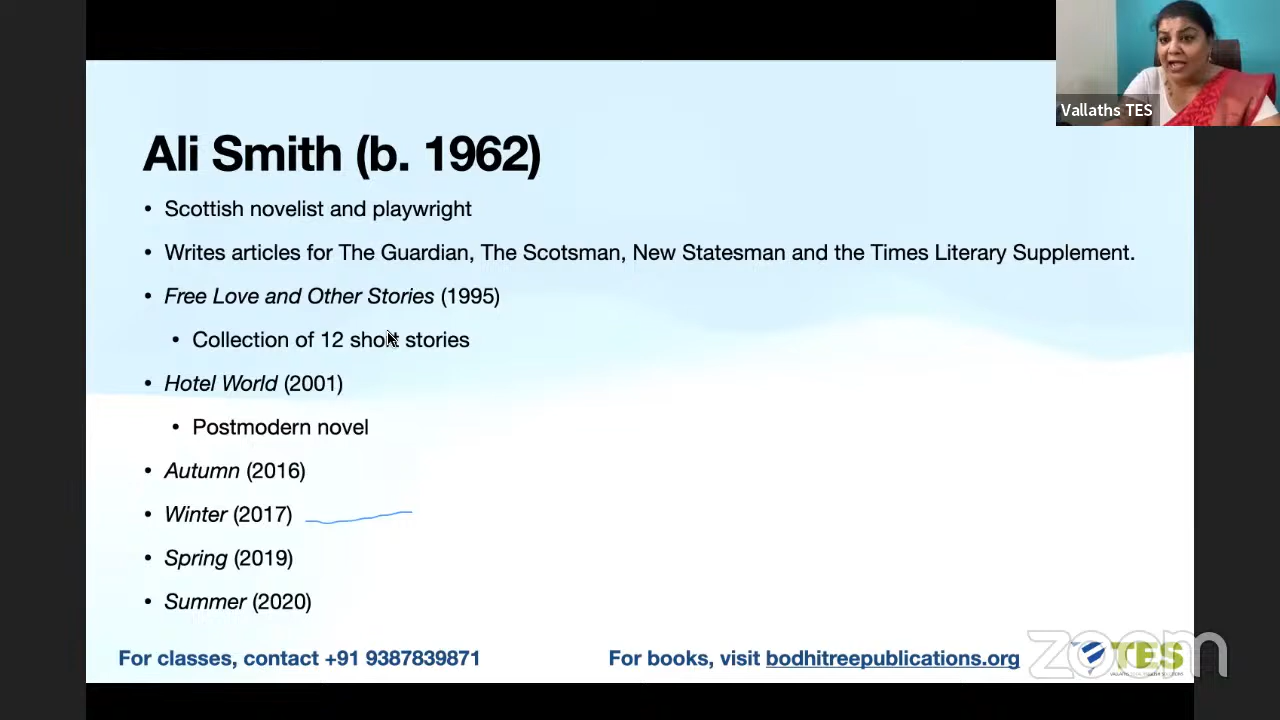 Vallaths TES
Ali Smith (b. 1962)
• Scottish novelist and playwright
• Writes articles for The Guardian, The Scotsman, New Statesman and the Times Literary Supplement.
• Free Love and Other Stories (1995)
• Collection of 12 short stories
• Hotel World (2001)
• Postmodern novel
• Autumn (2016)
• Winter (2017)
• Spring (2019)
• Summer (2020)
For classes, contact +91 9387839871
For books, visit bodhitreepublications.org
zoom
TES